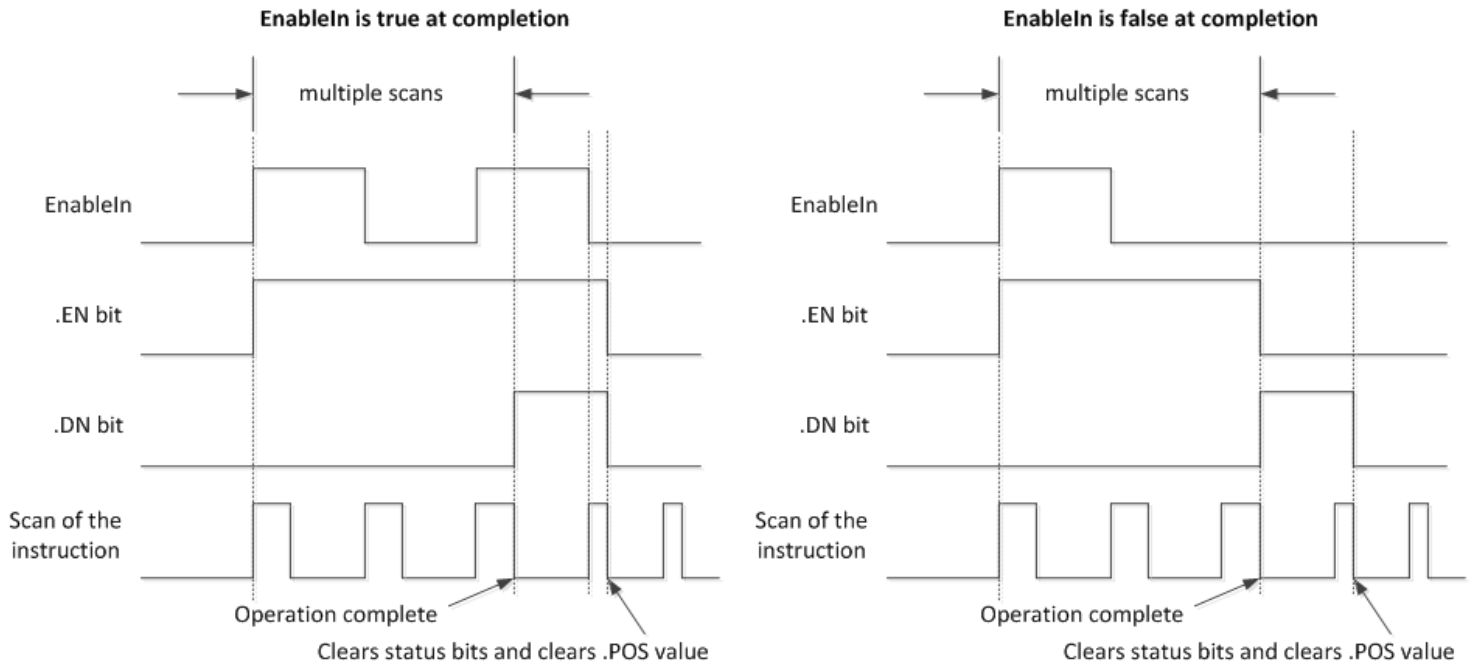 EnableIn is true at completion
multiple scans
EnableIn
.EN bit
.DN bit
Scan of the
instruction
Operation complete
Clears status bits and clears .POS value
EnableIn is false at completion
multiple scans
EnableIn
.EN bit
.DN bit
Scan of the
instruction
Operation complete
Clears status bits and clears .POS value